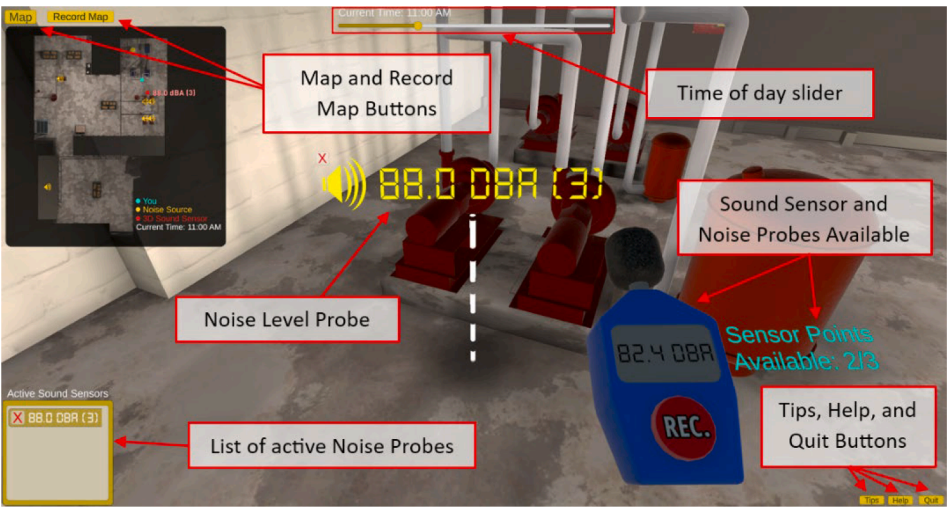 Map
Record Map
Current Time: 11:00 AM
Map and Record
Map Buttons
Time of day slider
88.0 dBA (3)
88.0 DBA (3)
Sound Sensor and
Noise Probes Available
You
Noise Source
3D Sound Sensor
Current Time: 11:00 AM
Noise Level Probe
82.4 DBA
Sensor Points
Available: 2/3
REC.
Active Sound Sensors
X 88.0 DBA (3)
List of active Noise Probes
Tips, Help, and
Quit Buttons
Tips Help Quit